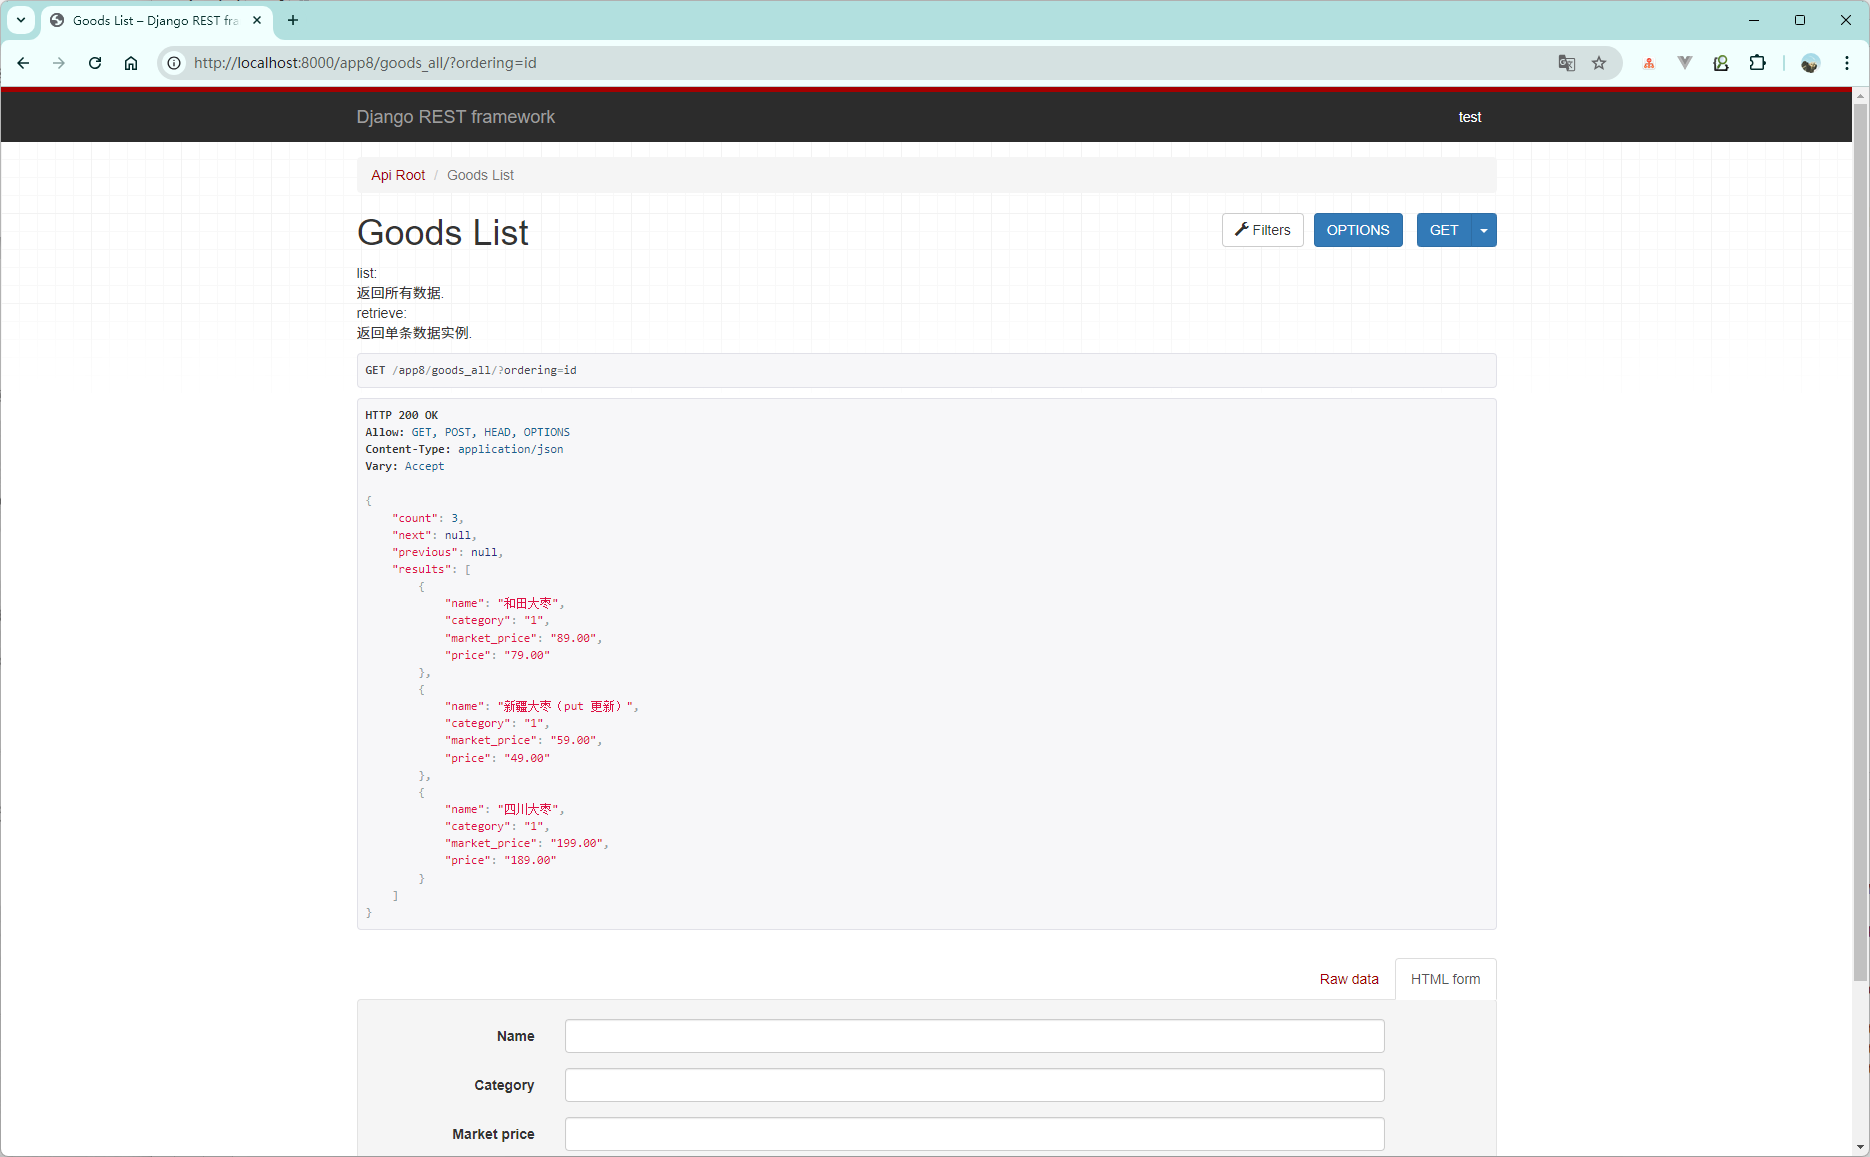 Goods List – Django REST fra
http://localhost:8000/app8/goods_all/?ordering=id
Django REST framework
test
Api Root / Goods List
Goods List
Filters
OPTIONS
GET
list:
返回所有数据.
retrieve:
返回单条数据实例.
GET /app8/goods_all/?ordering=id
HTTP 200 OK
Allow: GET, POST, HEAD, OPTIONS
Content-Type: application/json
Vary: Accept
{
    "count": 3,
    "next": null,
    "previous": null,
    "results": [
        {
            "name": "和田大枣",
            "category": "1",
            "market_price": "89.00",
            "price": "79.00"
        },
        {
            "name": "新疆大枣（put 更新）",
            "category": "1",
            "market_price": "59.00",
            "price": "49.00"
        },
        {
            "name": "四川大枣",
            "category": "1",
            "market_price": "199.00",
            "price": "189.00"
        }
    ]
}
Raw data
HTML form
Name
Category
Market price